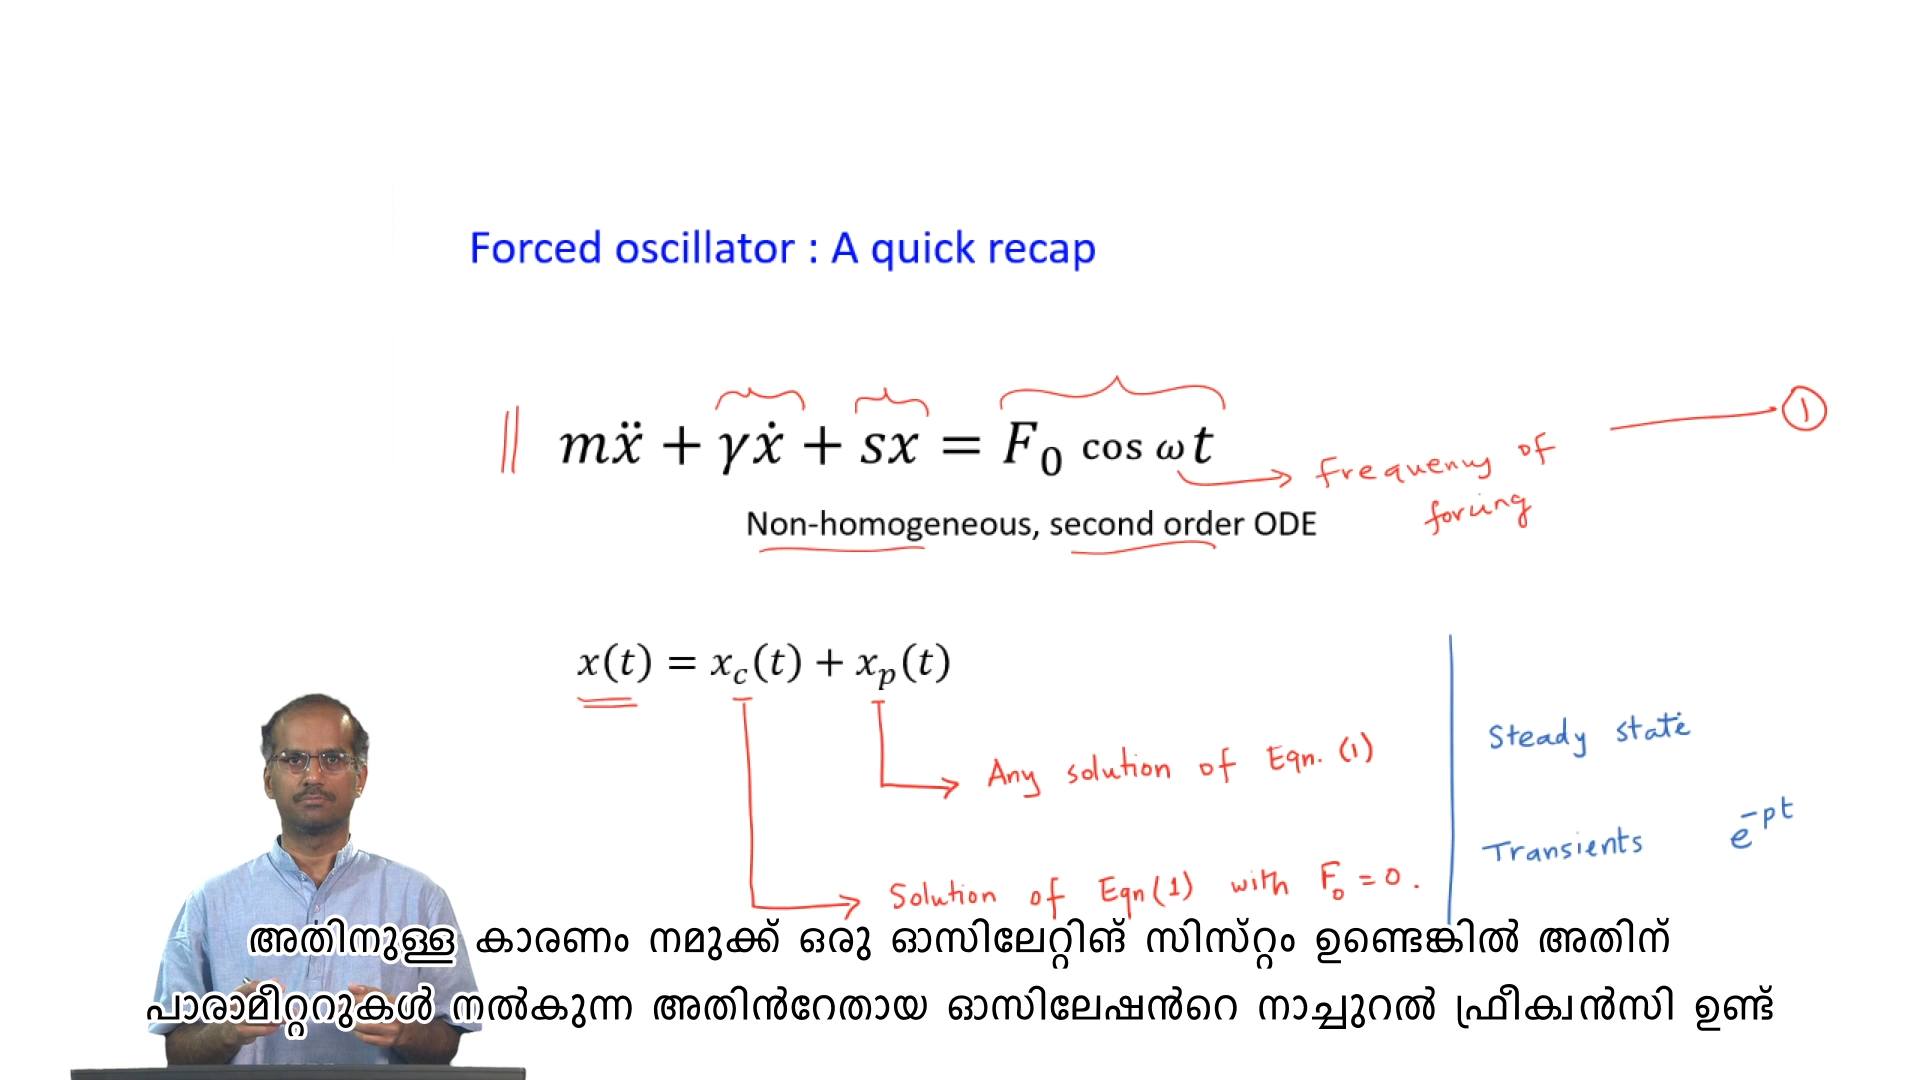 Forced oscillator : A quick recap
mẍ + γẋ + sx = F₀ cos ωt
①
Frequency of
forcing
Non-homogeneous, second order ODE
x(t) = x_c(t) + x_p(t)
Steady state
Any solution of Eqn. (1)
Transients e^{-pt}
Solution of Eqn (1) with F₀ = 0.
അതിനുള്ള കാരണം നമുക്ക് ഒരു ഓസിലേറ്റിങ് സിസ്റ്റം ഉണ്ടെങ്കിൽ അതിന്
പാരാമീറ്ററുകൾ നൽകുന്ന അതിൻറേതായ ഓസിലേഷൻറെ നാച്ചുറൽ ഫ്രീക്വൻസി ഉണ്ട്